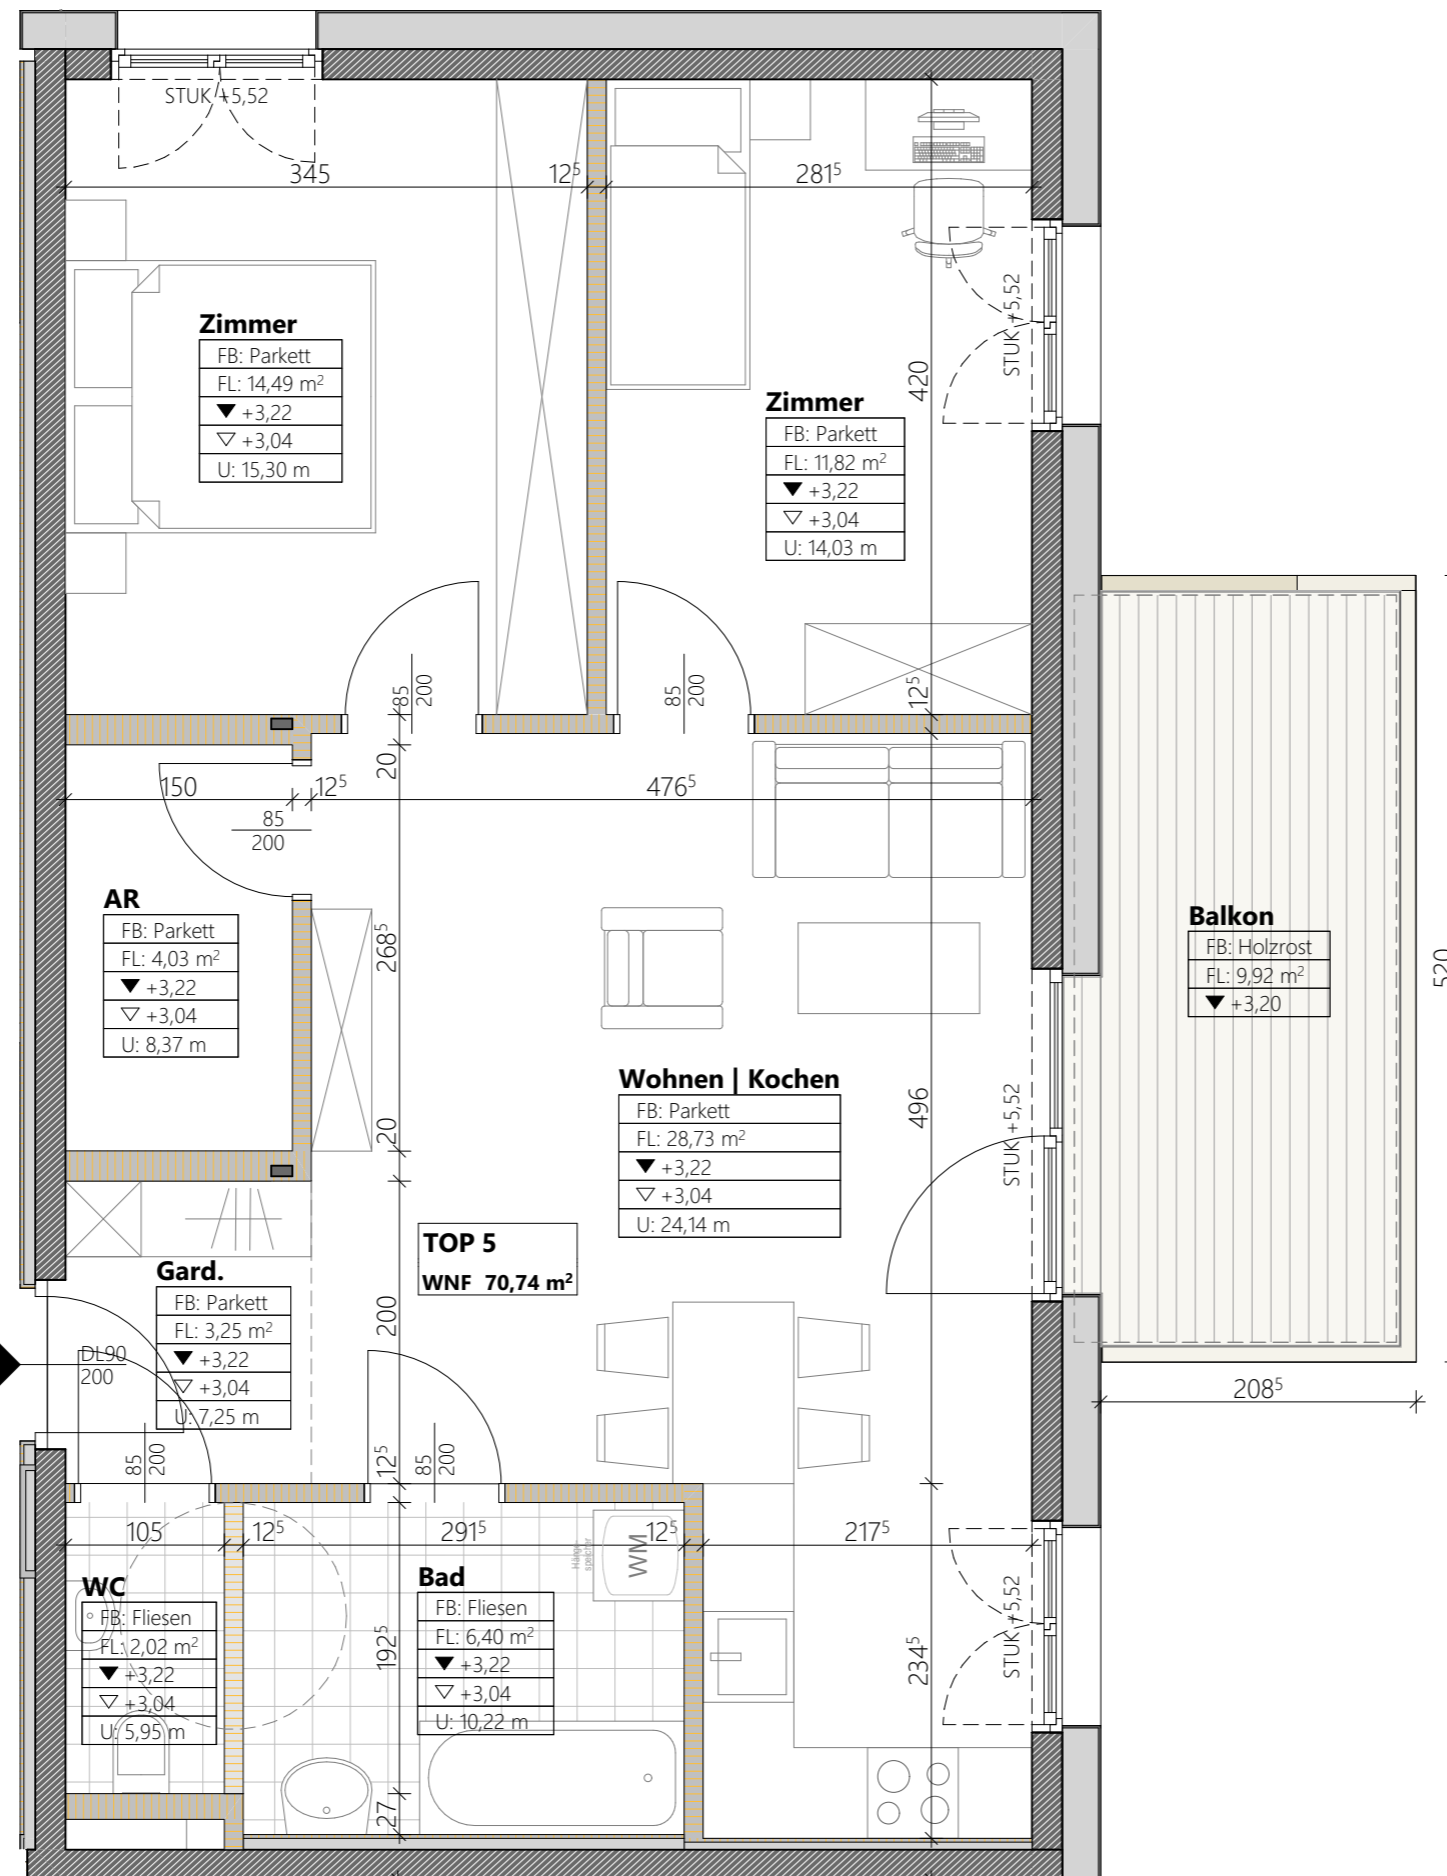 STUK +5,52
345
12⁵
281⁵
Zimmer
FB: Parkett
FL: 14,49 m²
▼ +3,22
▽ +3,04
U: 15,30 m
STUK +5,52
420
Zimmer
FB: Parkett
FL: 11,82 m²
▼ +3,22
▽ +3,04
U: 14,03 m
85
200
85
200
12⁵
20
150
12⁵
476⁵
85
200
AR
FB: Parkett
FL: 4,03 m²
▼ +3,22
▽ +3,04
U: 8,37 m
268⁵
Balkon
FB: Holzrost
FL: 9,92 m²
▼ +3,20
520
Wohnen | Kochen
FB: Parkett
FL: 28,73 m²
▼ +3,22
▽ +3,04
U: 24,14 m
496
STUK +5,52
20
TOP 5
WNF 70,74 m²
Gard.
FB: Parkett
FL: 3,25 m²
▼ +3,22
▽ +3,04
U: 7,25 m
200
DL90
200
208⁵
85
200
12⁵
85
200
105
12⁵
291⁵
12⁵
217⁵
Hänge-
speicher
WM
WC
FB: Fliesen
FL: 2,02 m²
▼ +3,22
▽ +3,04
U: 5,95 m
Bad
FB: Fliesen
FL: 6,40 m²
▼ +3,22
▽ +3,04
U: 10,22 m
192⁵
234⁵
STUK +5,52
27